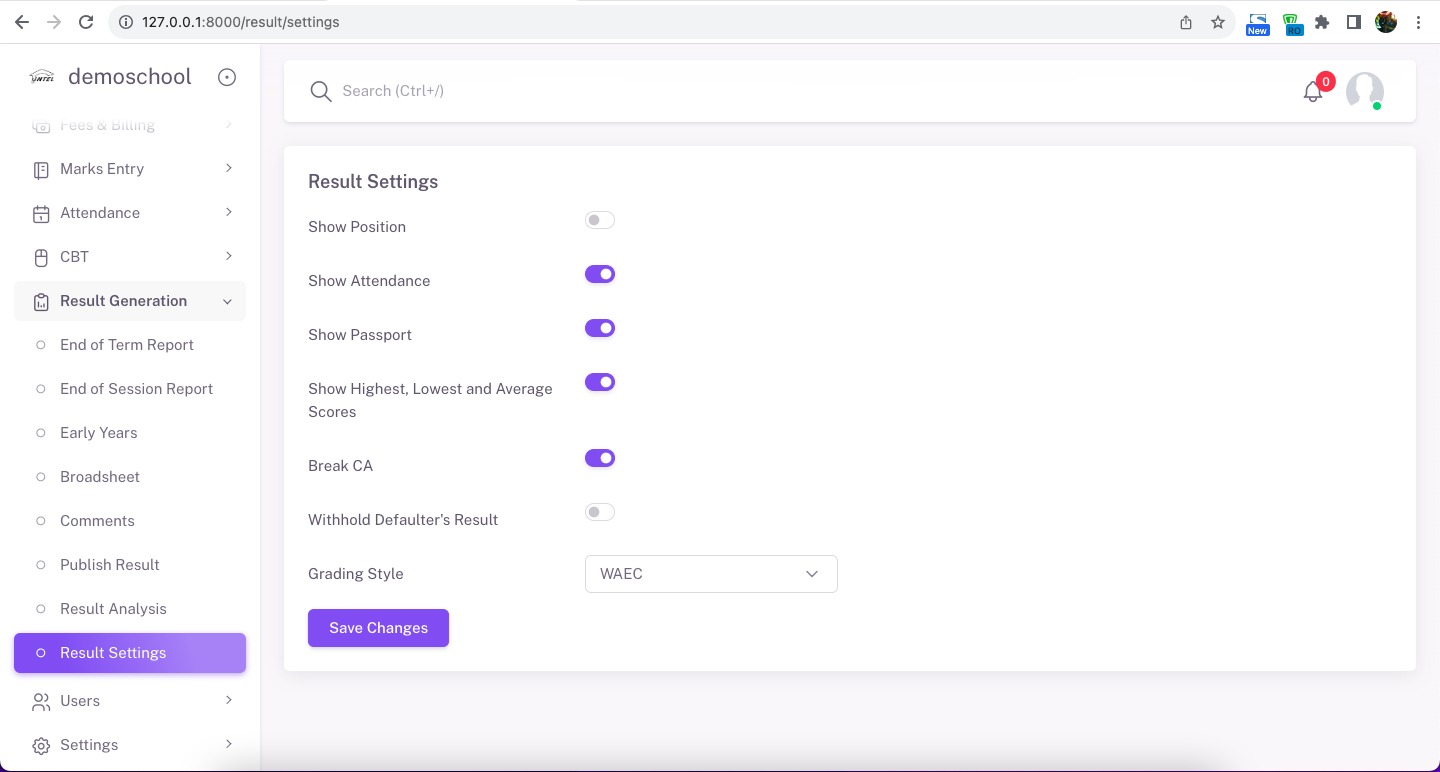 127.0.0.1:8000/result/settings
New
RO
demoschool
Fees & Billing
Marks Entry
Attendance
CBT
Result Generation
End of Term Report
End of Session Report
Early Years
Broadsheet
Comments
Publish Result
Result Analysis
Result Settings
Users
Settings
Search (Ctrl+/)
0
Result Settings
Show Position
Show Attendance
Show Passport
Show Highest, Lowest and Average
Scores
Break CA
Withhold Defaulter's Result
Grading Style
WAEC
Save Changes